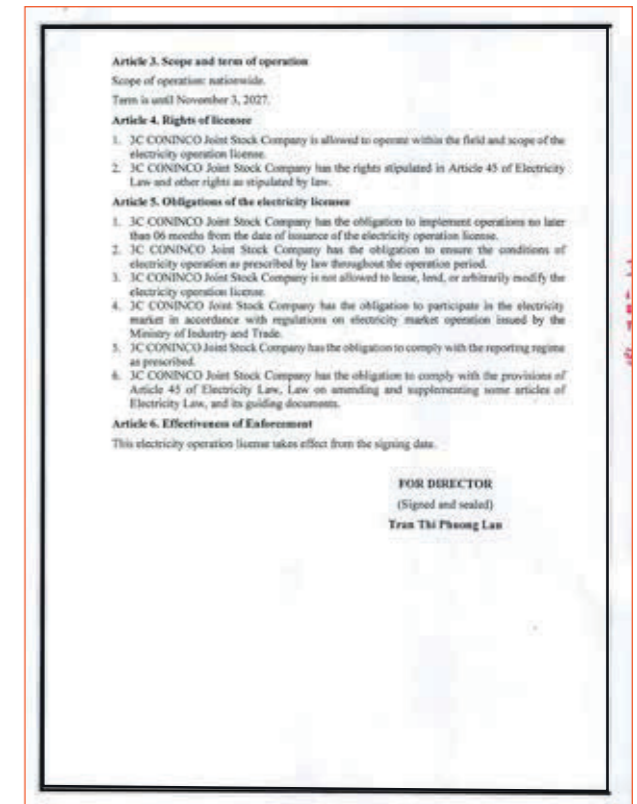 Article 3. Scope and term of operation
Scope of operation: nationwide.
Term is until November 3, 2027.
Article 4. Rights of licensee
1. 3C CONINCO Joint Stock Company is allowed to operate within the field and scope of the
electricity operation license.
2. 3C CONINCO Joint Stock Company has the rights stipulated in Article 45 of Electricity
Law and other rights as stipulated by law.
Article 5. Obligations of the electricity licensee
1. 3C CONINCO Joint Stock Company has the obligation to implement operations no later
than 06 months from the date of issuance of the electricity operation license.
2. 3C CONINCO Joint Stock Company has the obligation to ensure the conditions of
electricity operation as prescribed by law throughout the operation period.
3. 3C CONINCO Joint Stock Company is not allowed to lease, lend, or arbitrarily modify the
electricity operation license.
4. 3C CONINCO Joint Stock Company has the obligation to participate in the electricity
market in accordance with regulations on electricity market operation issued by the
Ministry of Industry and Trade.
5. 3C CONINCO Joint Stock Company has the obligation to comply with the reporting regime
as prescribed.
6. 3C CONINCO Joint Stock Company has the obligation to comply with the provisions of
Article 45 of Electricity Law, Law on amending and supplementing some articles of
Electricity Law, and its guiding documents.
Article 6. Effectiveness of Enforcement
This electricity operation license takes effect from the signing date.
FOR DIRECTOR
(Signed and sealed)
Tran Thi Phuong Lan